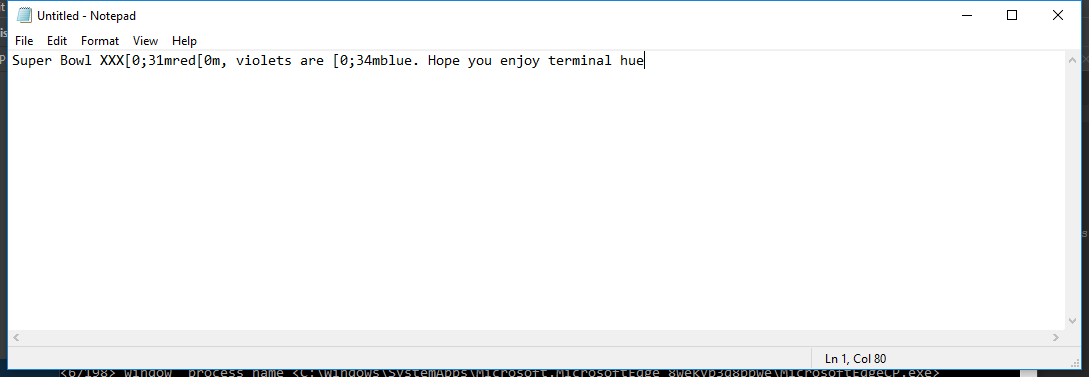 Untitled - Notepad
File Edit Format View Help
Super Bowl XXX[0;31mred[0m, violets are [0;34mblue. Hope you enjoy terminal hue
Ln 1, Col 80
<6/198> window process name <C:\Windows\SystemApps\Microsoft.MicrosoftEdge_8wekyb3d8bbwe\MicrosoftEdgeCP.exe>